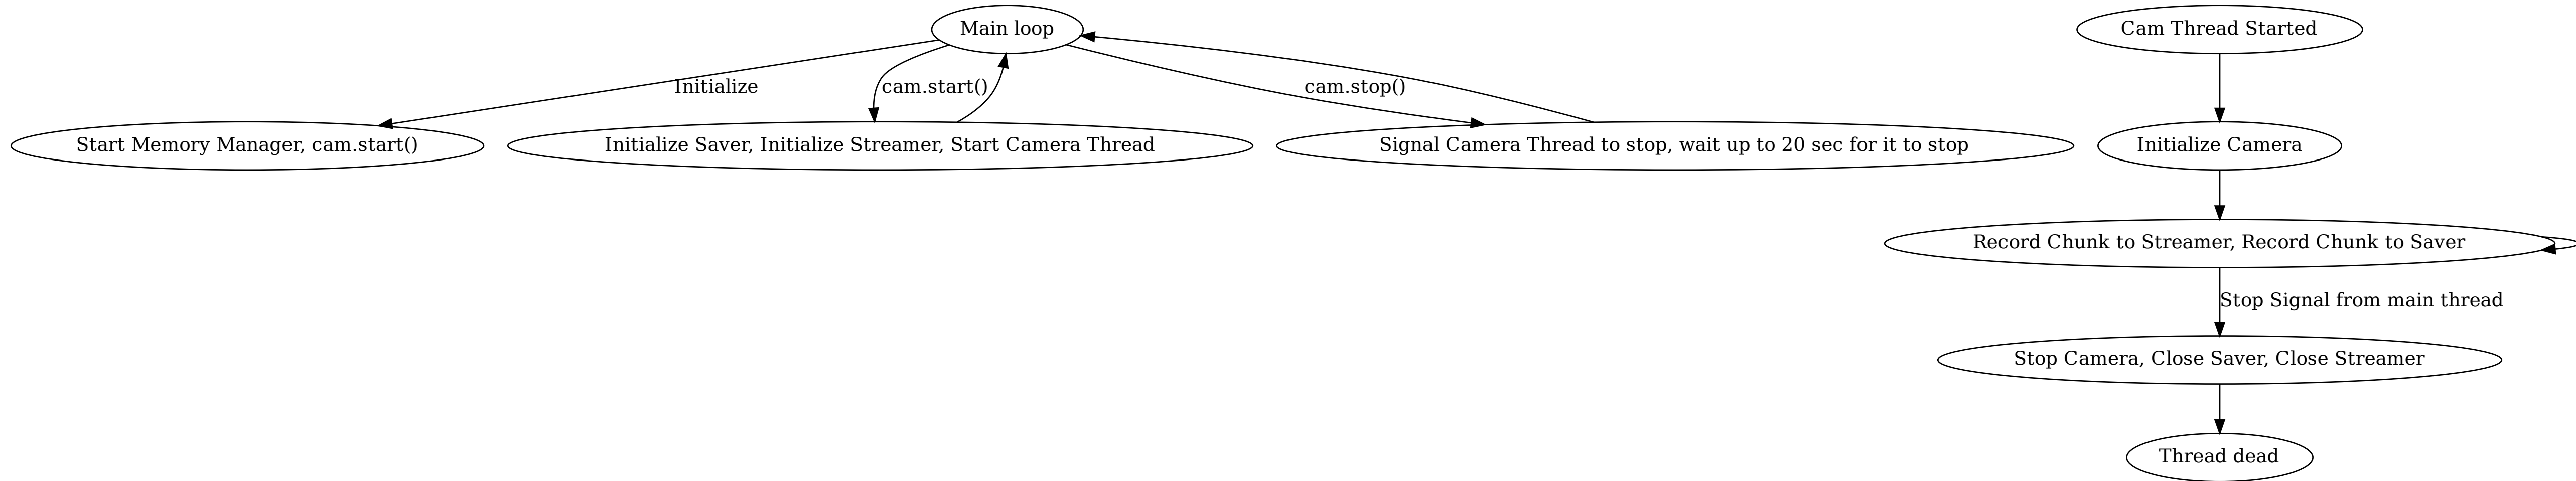 Main loop
Cam Thread Started
Initialize
cam.start()
cam.stop()
Start Memory Manager, cam.start()
Initialize Saver, Initialize Streamer, Start Camera Thread
Signal Camera Thread to stop, wait up to 20 sec for it to stop
Initialize Camera
Record Chunk to Streamer, Record Chunk to Saver
Stop Signal from main thread
Stop Camera, Close Saver, Close Streamer
Thread dead